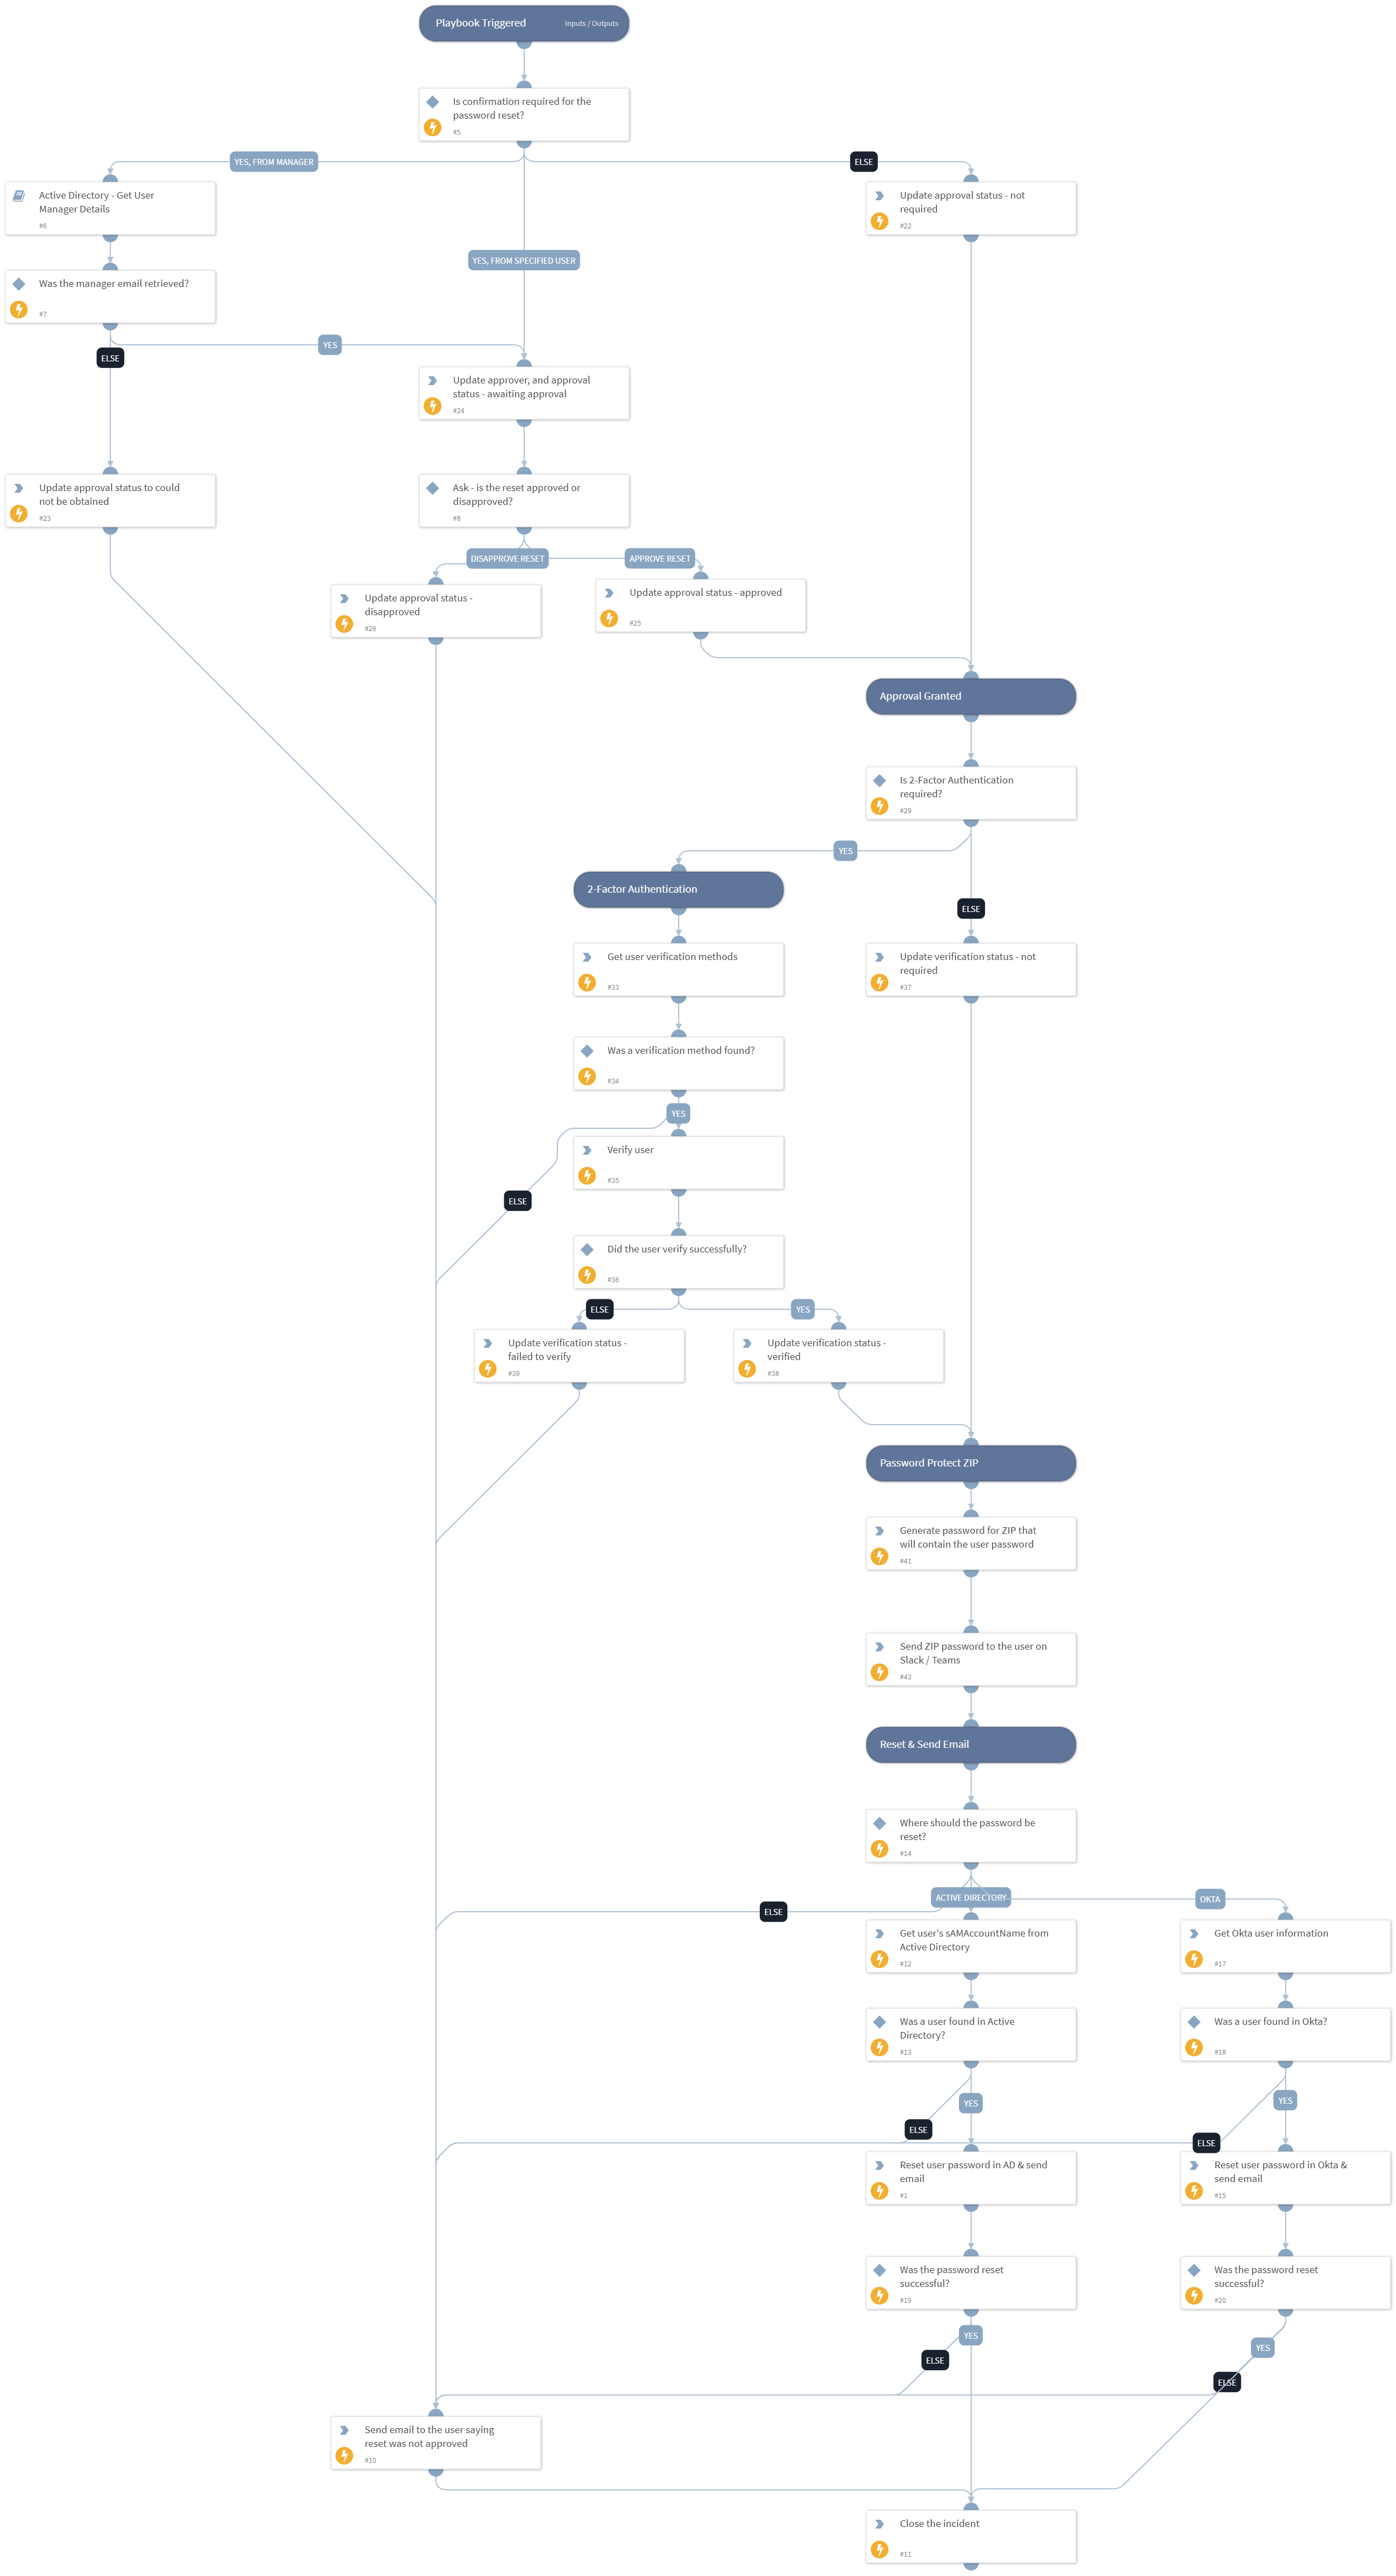 Playbook Triggered
Inputs / Outputs
Is confirmation required for the
password reset?
#5
YES, FROM MANAGER
ELSE
Active Directory - Get User
Manager Details
#6
Update approval status - not
required
#22
YES, FROM SPECIFIED USER
Was the manager email retrieved?
#7
YES
ELSE
Update approver, and approval
status - awaiting approval
#24
Update approval status to could
not be obtained
#23
Ask - is the reset approved or
disapproved?
#8
DISAPPROVE RESET
APPROVE RESET
Update approval status -
disapproved
#26
Update approval status - approved
#25
Approval Granted
Is 2-Factor Authentication
required?
#29
YES
2-Factor Authentication
ELSE
Get user verification methods
#33
Update verification status - not
required
#37
Was a verification method found?
#34
YES
Verify user
#35
ELSE
Did the user verify successfully?
#36
ELSE
YES
Update verification status -
failed to verify
#39
Update verification status -
verified
#38
Password Protect ZIP
Generate password for ZIP that
will contain the user password
#41
Send ZIP password to the user on
Slack / Teams
#43
Reset & Send Email
Where should the password be
reset?
#14
ACTIVE DIRECTORY
OKTA
ELSE
Get user's sAMAccountName from
Active Directory
#12
Get Okta user information
#17
Was a user found in Active
Directory?
#13
Was a user found in Okta?
#18
YES
YES
ELSE
ELSE
Reset user password in AD & send
email
#1
Reset user password in Okta &
send email
#15
Was the password reset
successful?
#19
Was the password reset
successful?
#20
YES
YES
ELSE
ELSE
Send email to the user saying
reset was not approved
#10
Close the incident
#11